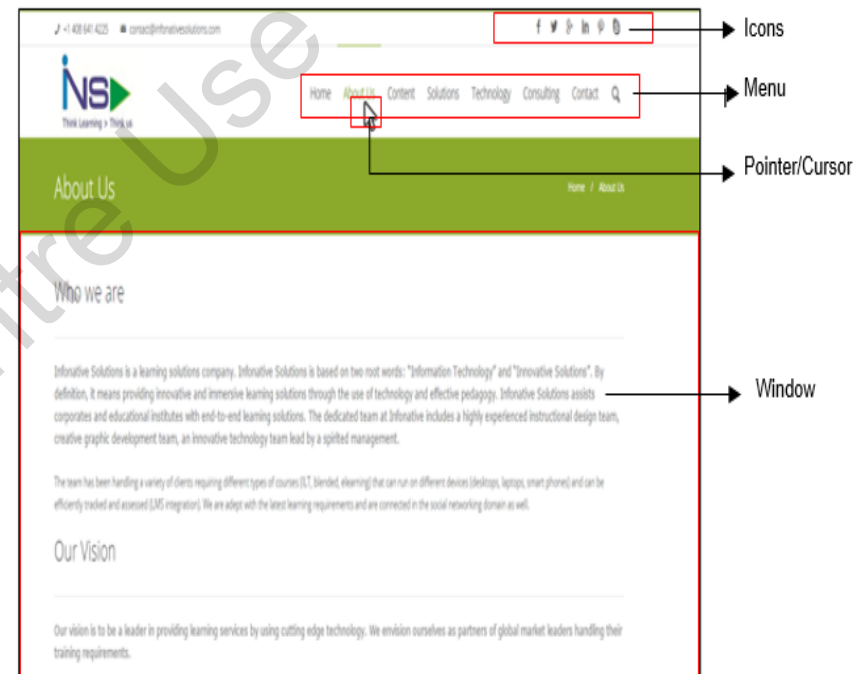 +1 408 641 4225 contact@infonativesolutions.com
Icons
iNS
Think Learning > Think us
Home About Us Content Solutions Technology Consulting Contact
Menu
Pointer/Cursor
About Us
Home / About Us
Who we are
Infonative Solutions is a learning solutions company. Infonative Solutions is based on two root words: "Information Technology" and "Innovative Solutions". By
definition, it means providing innovative and immersive learning solutions through the use of technology and effective pedagogy. Infonative Solutions assists
Window
corporates and educational institutes with end-to-end learning solutions. The dedicated team at Infonative includes a highly experienced instructional design team,
creative graphic development team, an innovative technology team lead by a spirited management.
The team has been handling a variety of clients requiring different types of courses (ILT, blended, elearning) that can run on different devices (desktops, laptops, smart phones) and can be
efficiently tracked and assessed (LMS integration). We are adept with the latest learning requirements and are connected in the social networking domain as well.
Our Vision
Our vision is to be a leader in providing learning services by using cutting edge technology. We envision ourselves as partners of global market leaders handling their
training requirements.
ntre Use